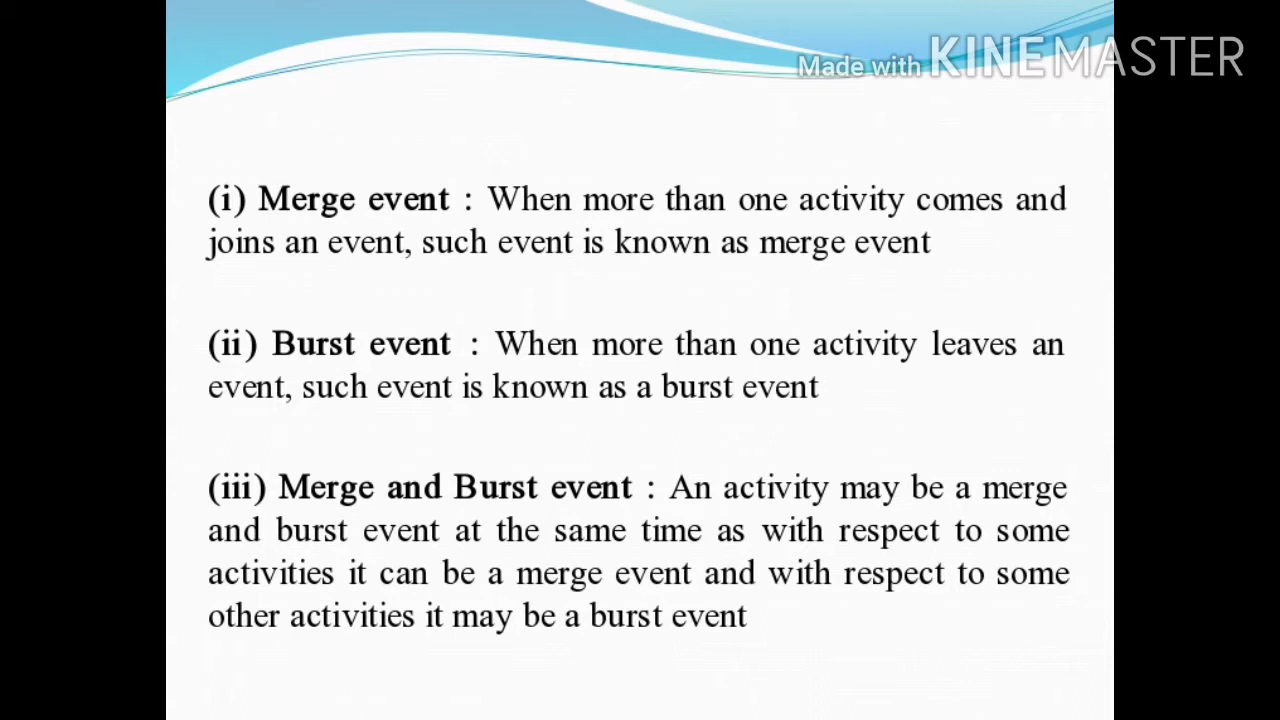 Made with KINEMASTER
(i) Merge event : When more than one activity comes and
joins an event, such event is known as merge event
(ii) Burst event : When more than one activity leaves an
event, such event is known as a burst event
(iii) Merge and Burst event : An activity may be a merge
and burst event at the same time as with respect to some
activities it can be a merge event and with respect to some
other activities it may be a burst event